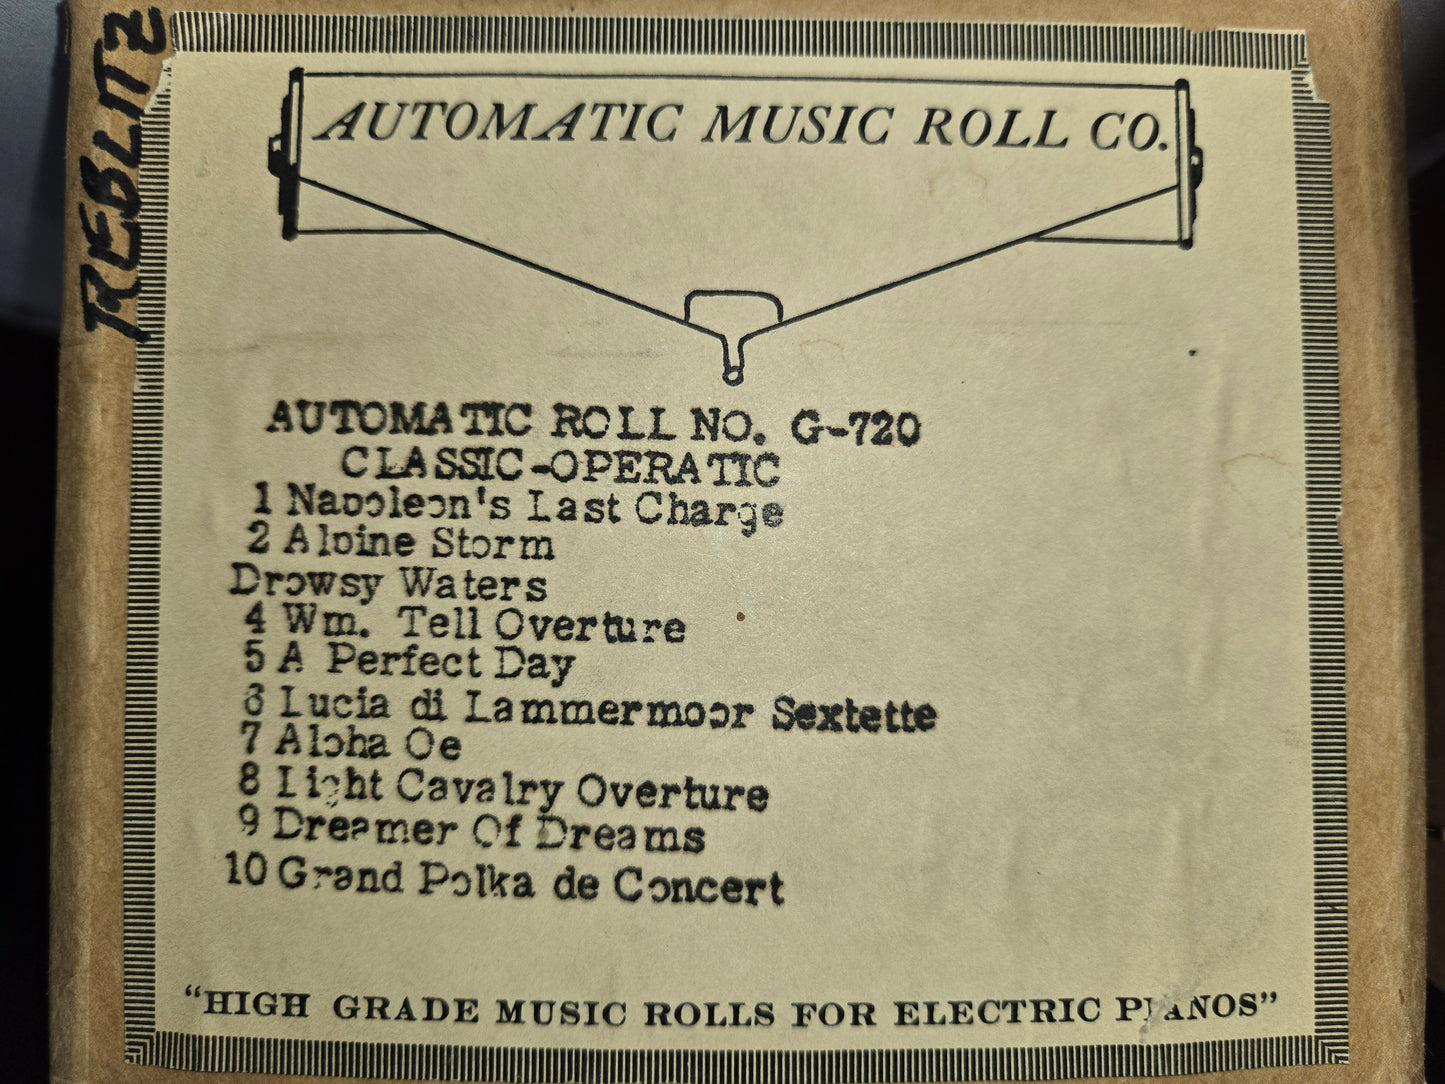 TREBLITZ
AUTOMATIC MUSIC ROLL CO.
AUTOMATIC ROLL NO. G-720
CLASSIC-OPERATIC
1 Napoleon's Last Charge
2 Alpine Storm
Drowsy Waters
4 Wm. Tell Overture
5 A Perfect Day
6 Lucia di Lammermoor Sextette
7 Aloha Oe
8 Light Cavalry Overture
9 Dreamer Of Dreams
10 Grand Polka de Concert
"HIGH GRADE MUSIC ROLLS FOR ELECTRIC PIANOS"